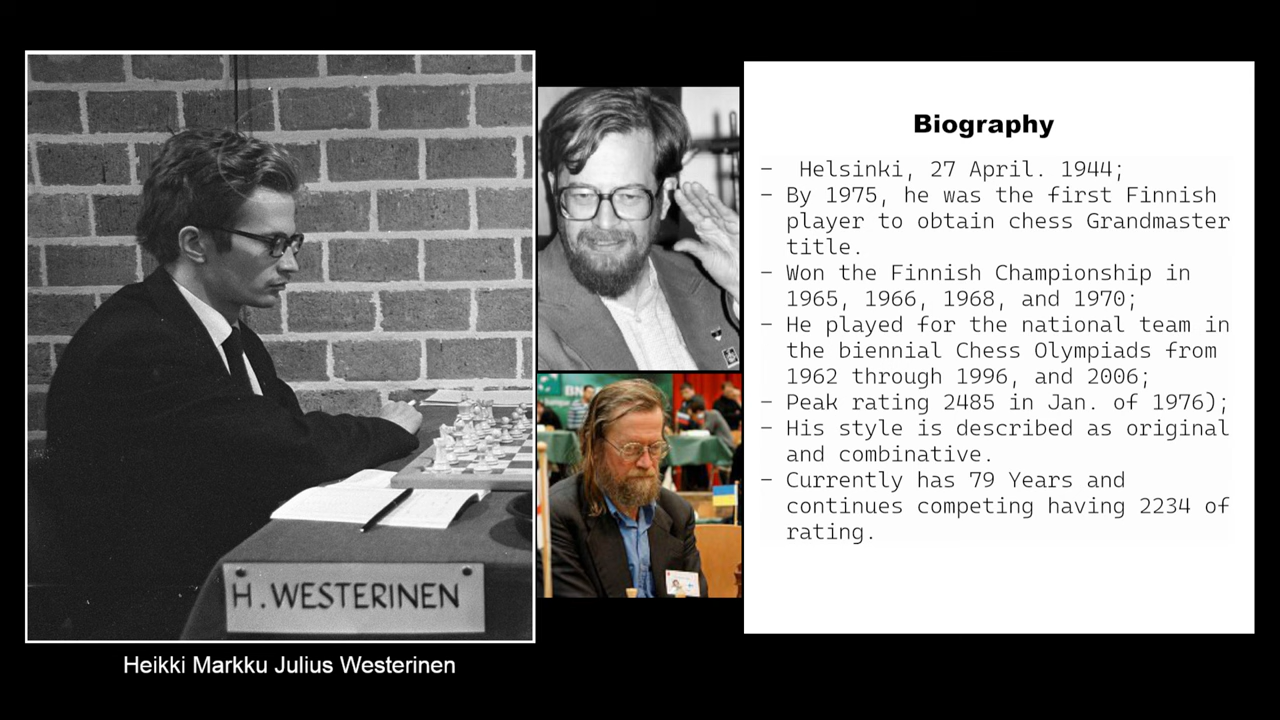 H. WESTERINEN
Heikki Markku Julius Westerinen
BN
Biography
- Helsinki, 27 April. 1944;
- By 1975, he was the first Finnish
player to obtain chess Grandmaster
title.
- Won the Finnish Championship in
1965, 1966, 1968, and 1970;
- He played for the national team in
the biennial Chess Olympiads from
1962 through 1996, and 2006;
- Peak rating 2485 in Jan. of 1976);
- His style is described as original
and combinative.
- Currently has 79 Years and
continues competing having 2234 of
rating.